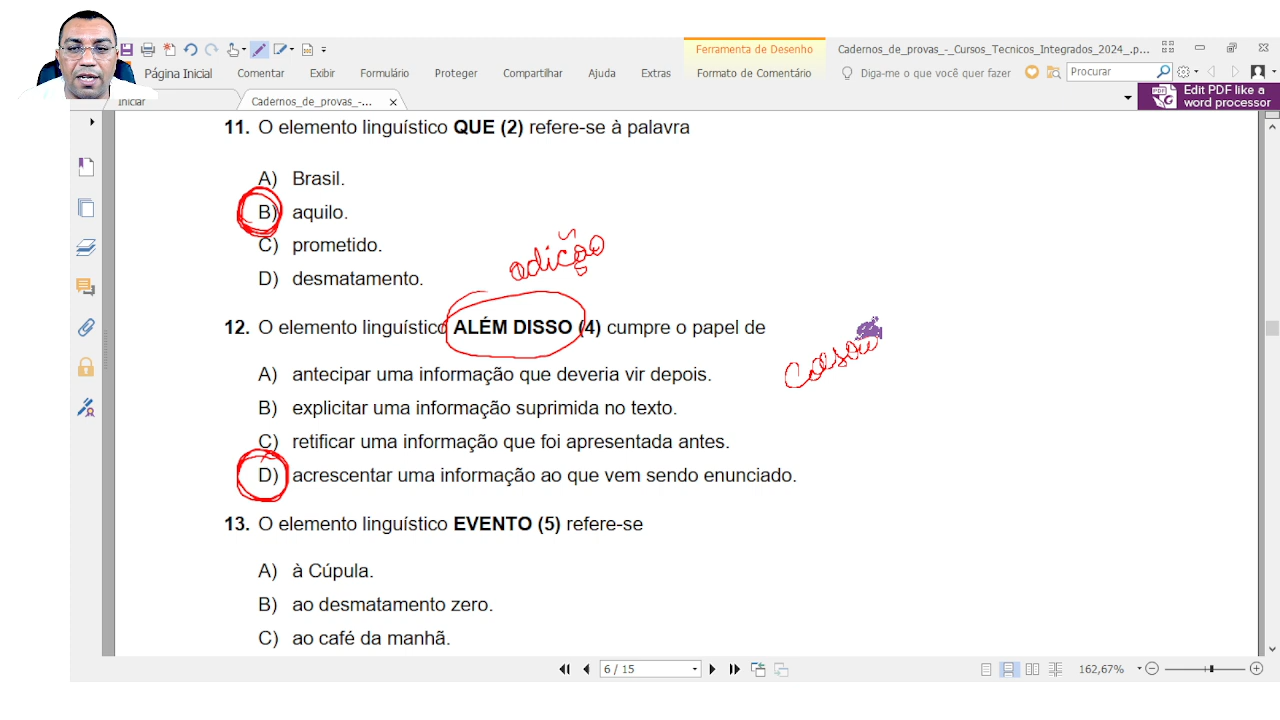 Ferramenta de Desenho
Cadernos_de_provas_-_Cursos_Tecnicos_Integrados_2024_.p...
Página Inicial
Comentar
Exibir
Formulário
Proteger
Compartilhar
Ajuda
Extras
Formato de Comentário
Diga-me o que você quer fazer
Procurar
Iniciar
Cadernos_de_provas_-...
Edit PDF like a
word processor
11. O elemento linguístico QUE (2) refere-se à palavra
A) Brasil.
B) aquilo.
C) prometido.
D) desmatamento.
adição
12. O elemento linguístico ALÉM DISSO (4) cumpre o papel de
A) antecipar uma informação que deveria vir depois.
B) explicitar uma informação suprimida no texto.
C) retificar uma informação que foi apresentada antes.
D) acrescentar uma informação ao que vem sendo enunciado.
13. O elemento linguístico EVENTO (5) refere-se
A) à Cúpula.
B) ao desmatamento zero.
C) ao café da manhã.
6 / 15
162,67%